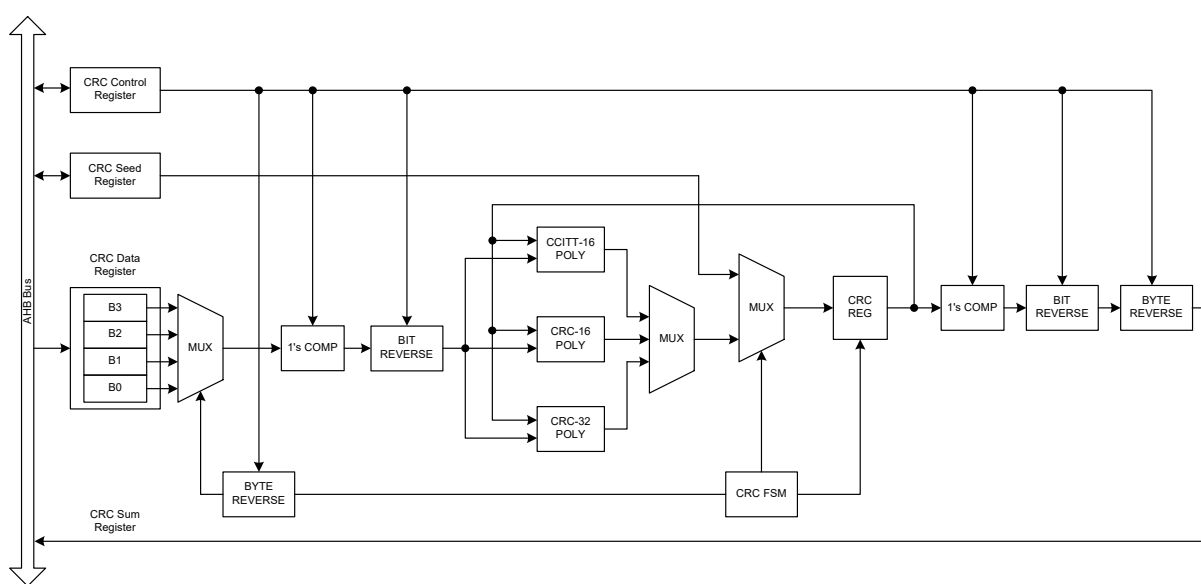 AHB Bus
CRC Control
Register
CRC Seed
Register
CRC Data
Register
B3
B2
B1
B0
MUX
1's COMP
BIT
REVERSE
CCITT-16
POLY
CRC-16
POLY
CRC-32
POLY
MUX
MUX
CRC
REG
1's COMP
BIT
REVERSE
BYTE
REVERSE
BYTE
REVERSE
CRC FSM
CRC Sum
Register